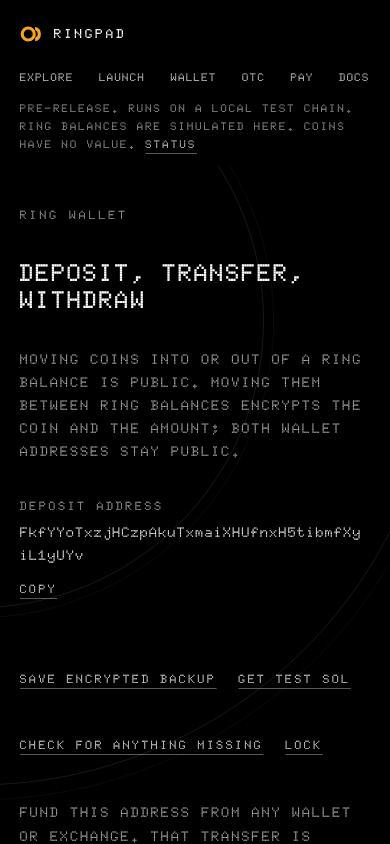 RINGPAD
EXPLORE LAUNCH WALLET OTC PAY DOCS
PRE-RELEASE. RUNS ON A LOCAL TEST CHAIN.
RING BALANCES ARE SIMULATED HERE. COINS
HAVE NO VALUE. STATUS
RING WALLET
DEPOSIT, TRANSFER,
WITHDRAW
MOVING COINS INTO OR OUT OF A RING
BALANCE IS PUBLIC. MOVING THEM
BETWEEN RING BALANCES ENCRYPTS THE
COIN AND THE AMOUNT; BOTH WALLET
ADDRESSES STAY PUBLIC.
DEPOSIT ADDRESS
FkfYYoTxzjHCzpAkuTxmaiXHUfnxH5tibmfXy
iL1yUYv
COPY
SAVE ENCRYPTED BACKUP GET TEST SOL
CHECK FOR ANYTHING MISSING LOCK
FUND THIS ADDRESS FROM ANY WALLET
OR EXCHANGE. THAT TRANSFER IS